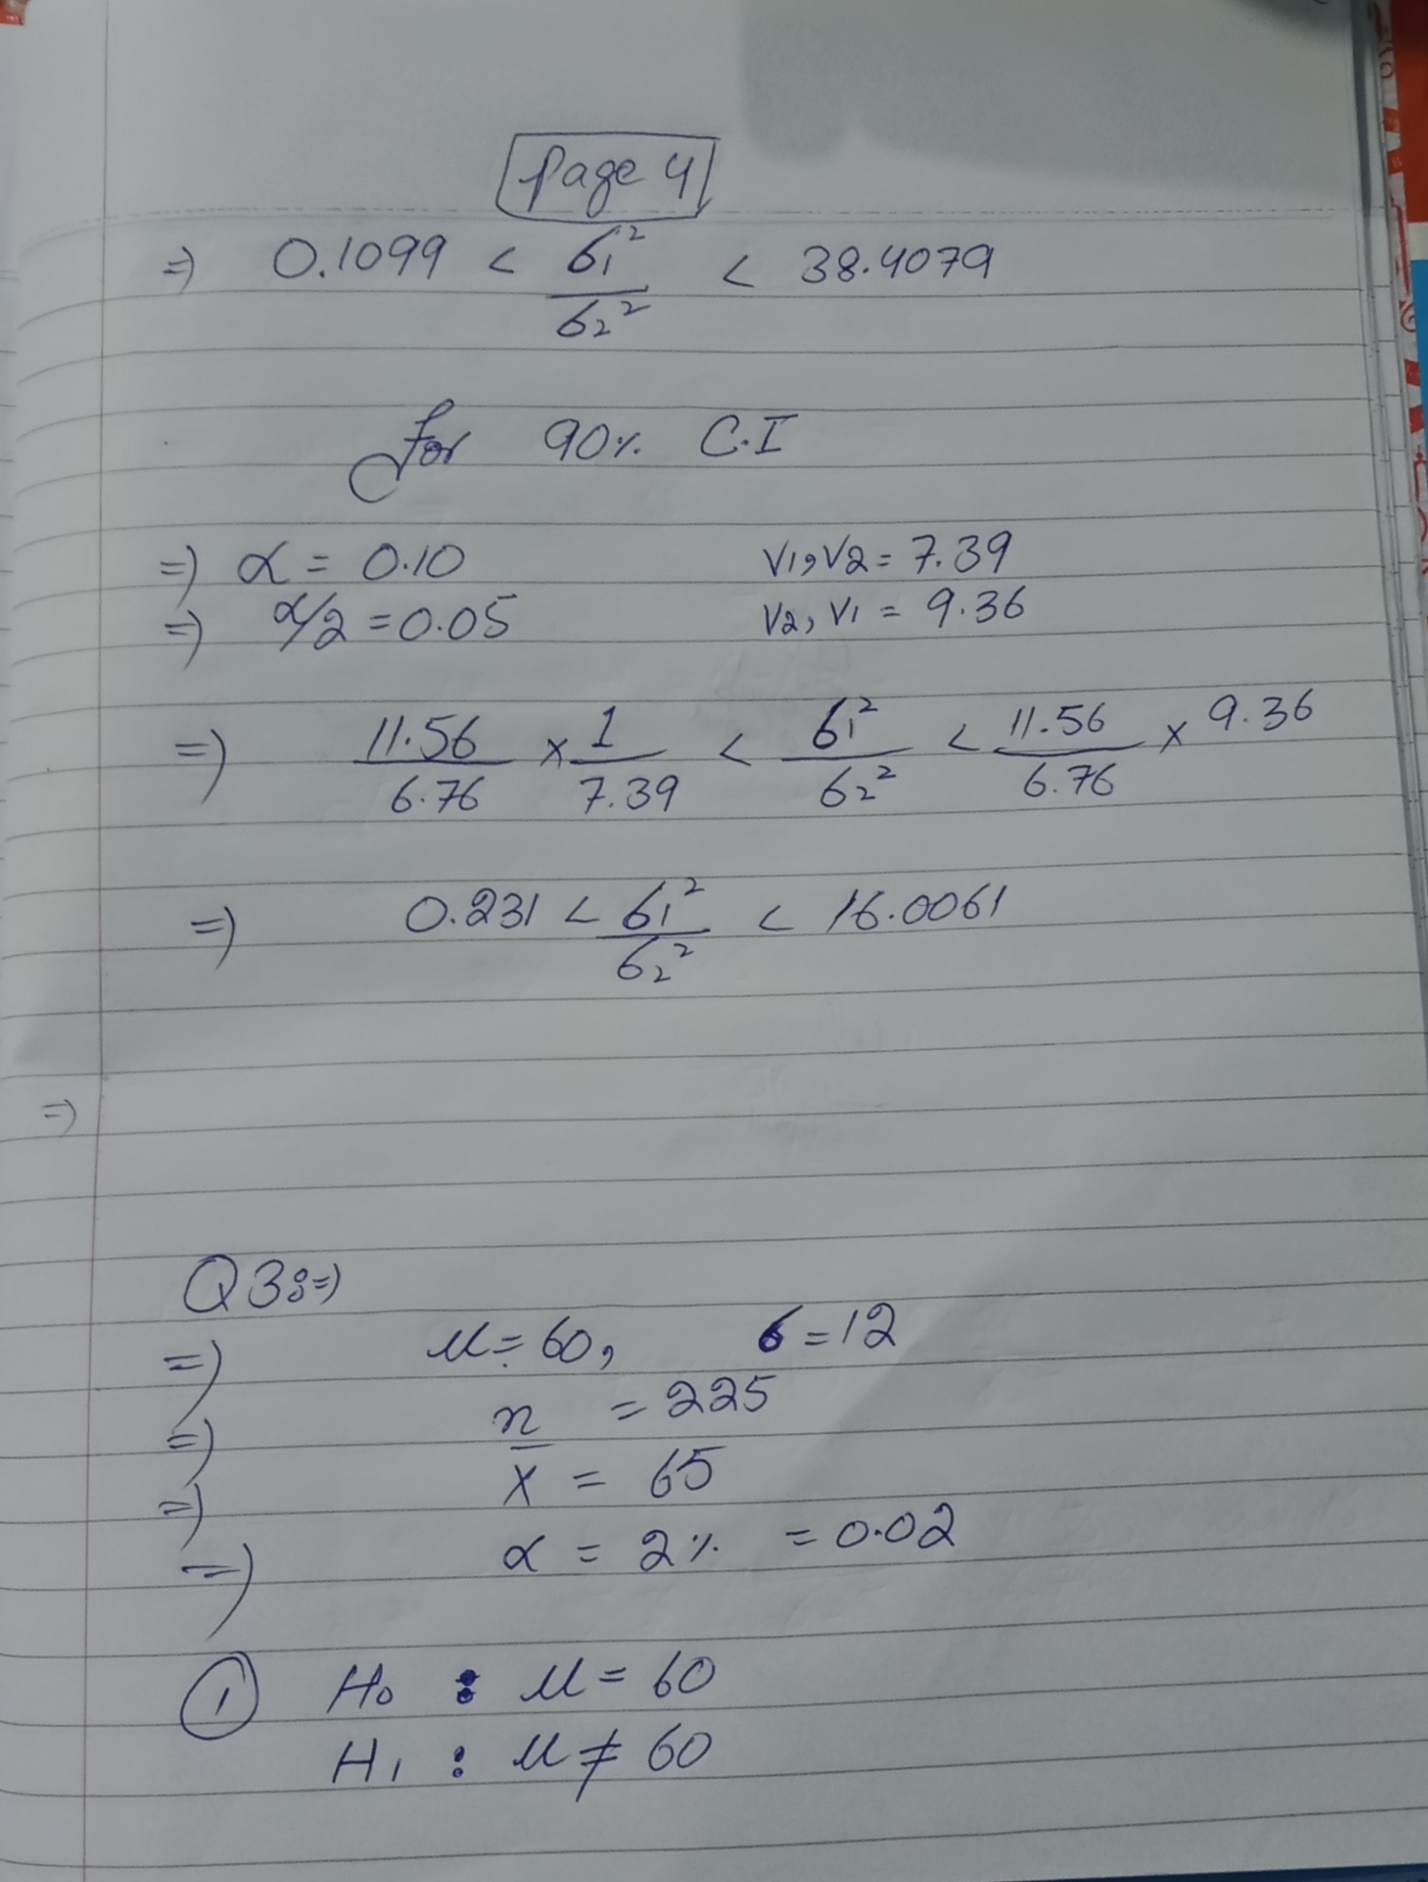 Page 4
=) 0.1099 < σ1² / σ2² < 38.4079
For 90% C.I
=) α = 0.10 V1,V2 = 7.39
=) α/2 = 0.05 V2, V1 = 9.36
=) 11.56 / 6.76 × 1 / 7.39 < σ1² / σ2² < 11.56 / 6.76 × 9.36
=) 0.231 < σ1² / σ2² < 16.0061
=)
Q3:=)
=) μ = 60, σ = 12
=) n = 225
=) X̄ = 65
=) α = 2% = 0.02
① H₀ : μ = 60
H₁ : μ ≠ 60